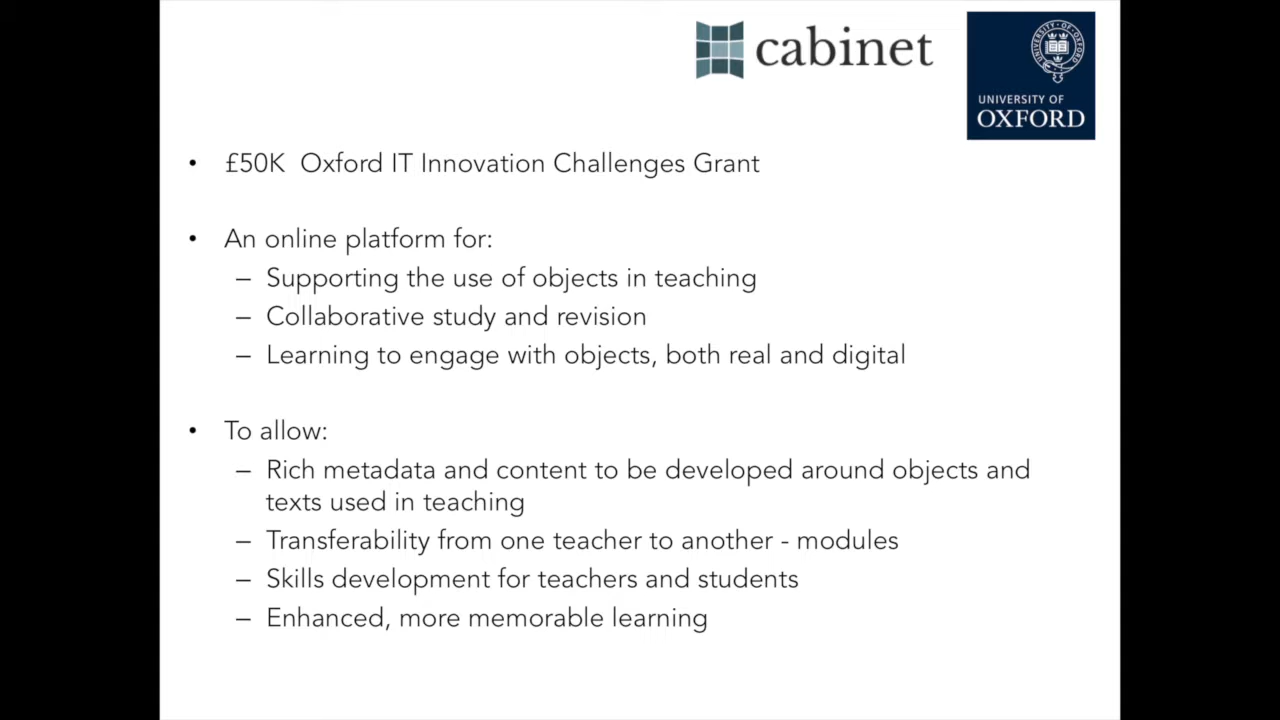 cabinet
UNIVERSITY OF
OXFORD
• £50K Oxford IT Innovation Challenges Grant
• An online platform for:
– Supporting the use of objects in teaching
– Collaborative study and revision
– Learning to engage with objects, both real and digital
• To allow:
– Rich metadata and content to be developed around objects and
texts used in teaching
– Transferability from one teacher to another - modules
– Skills development for teachers and students
– Enhanced, more memorable learning